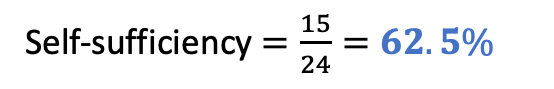 Self-sufficiency = 15/24 = 62.5%